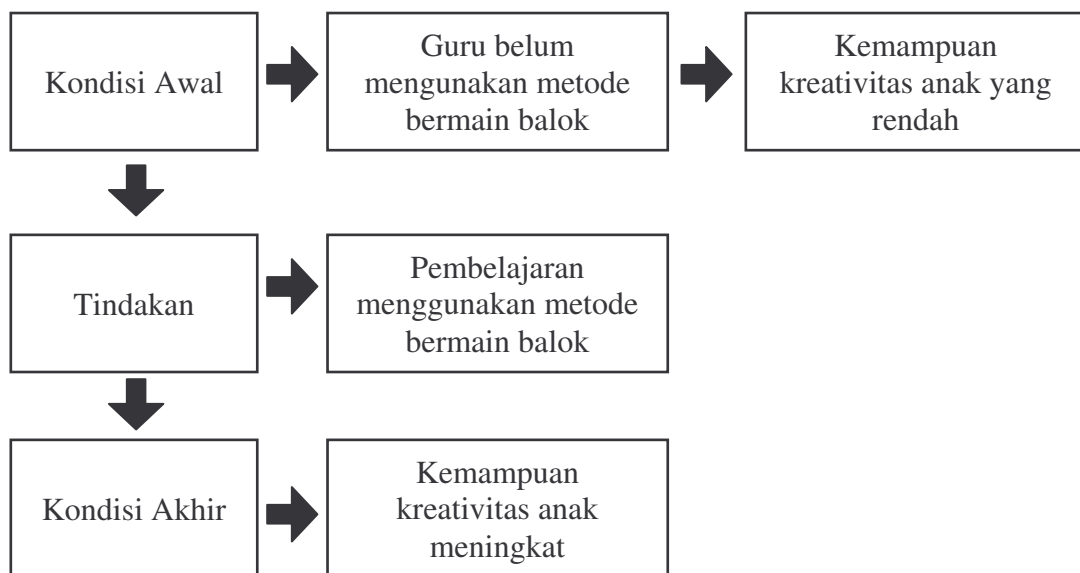 Kondisi Awal
Guru belum
mengunakan metode
bermain balok
Kemampuan
kreativitas anak yang
rendah
Tindakan
Pembelajaran
menggunakan metode
bermain balok
Kondisi Akhir
Kemampuan
kreativitas anak
meningkat